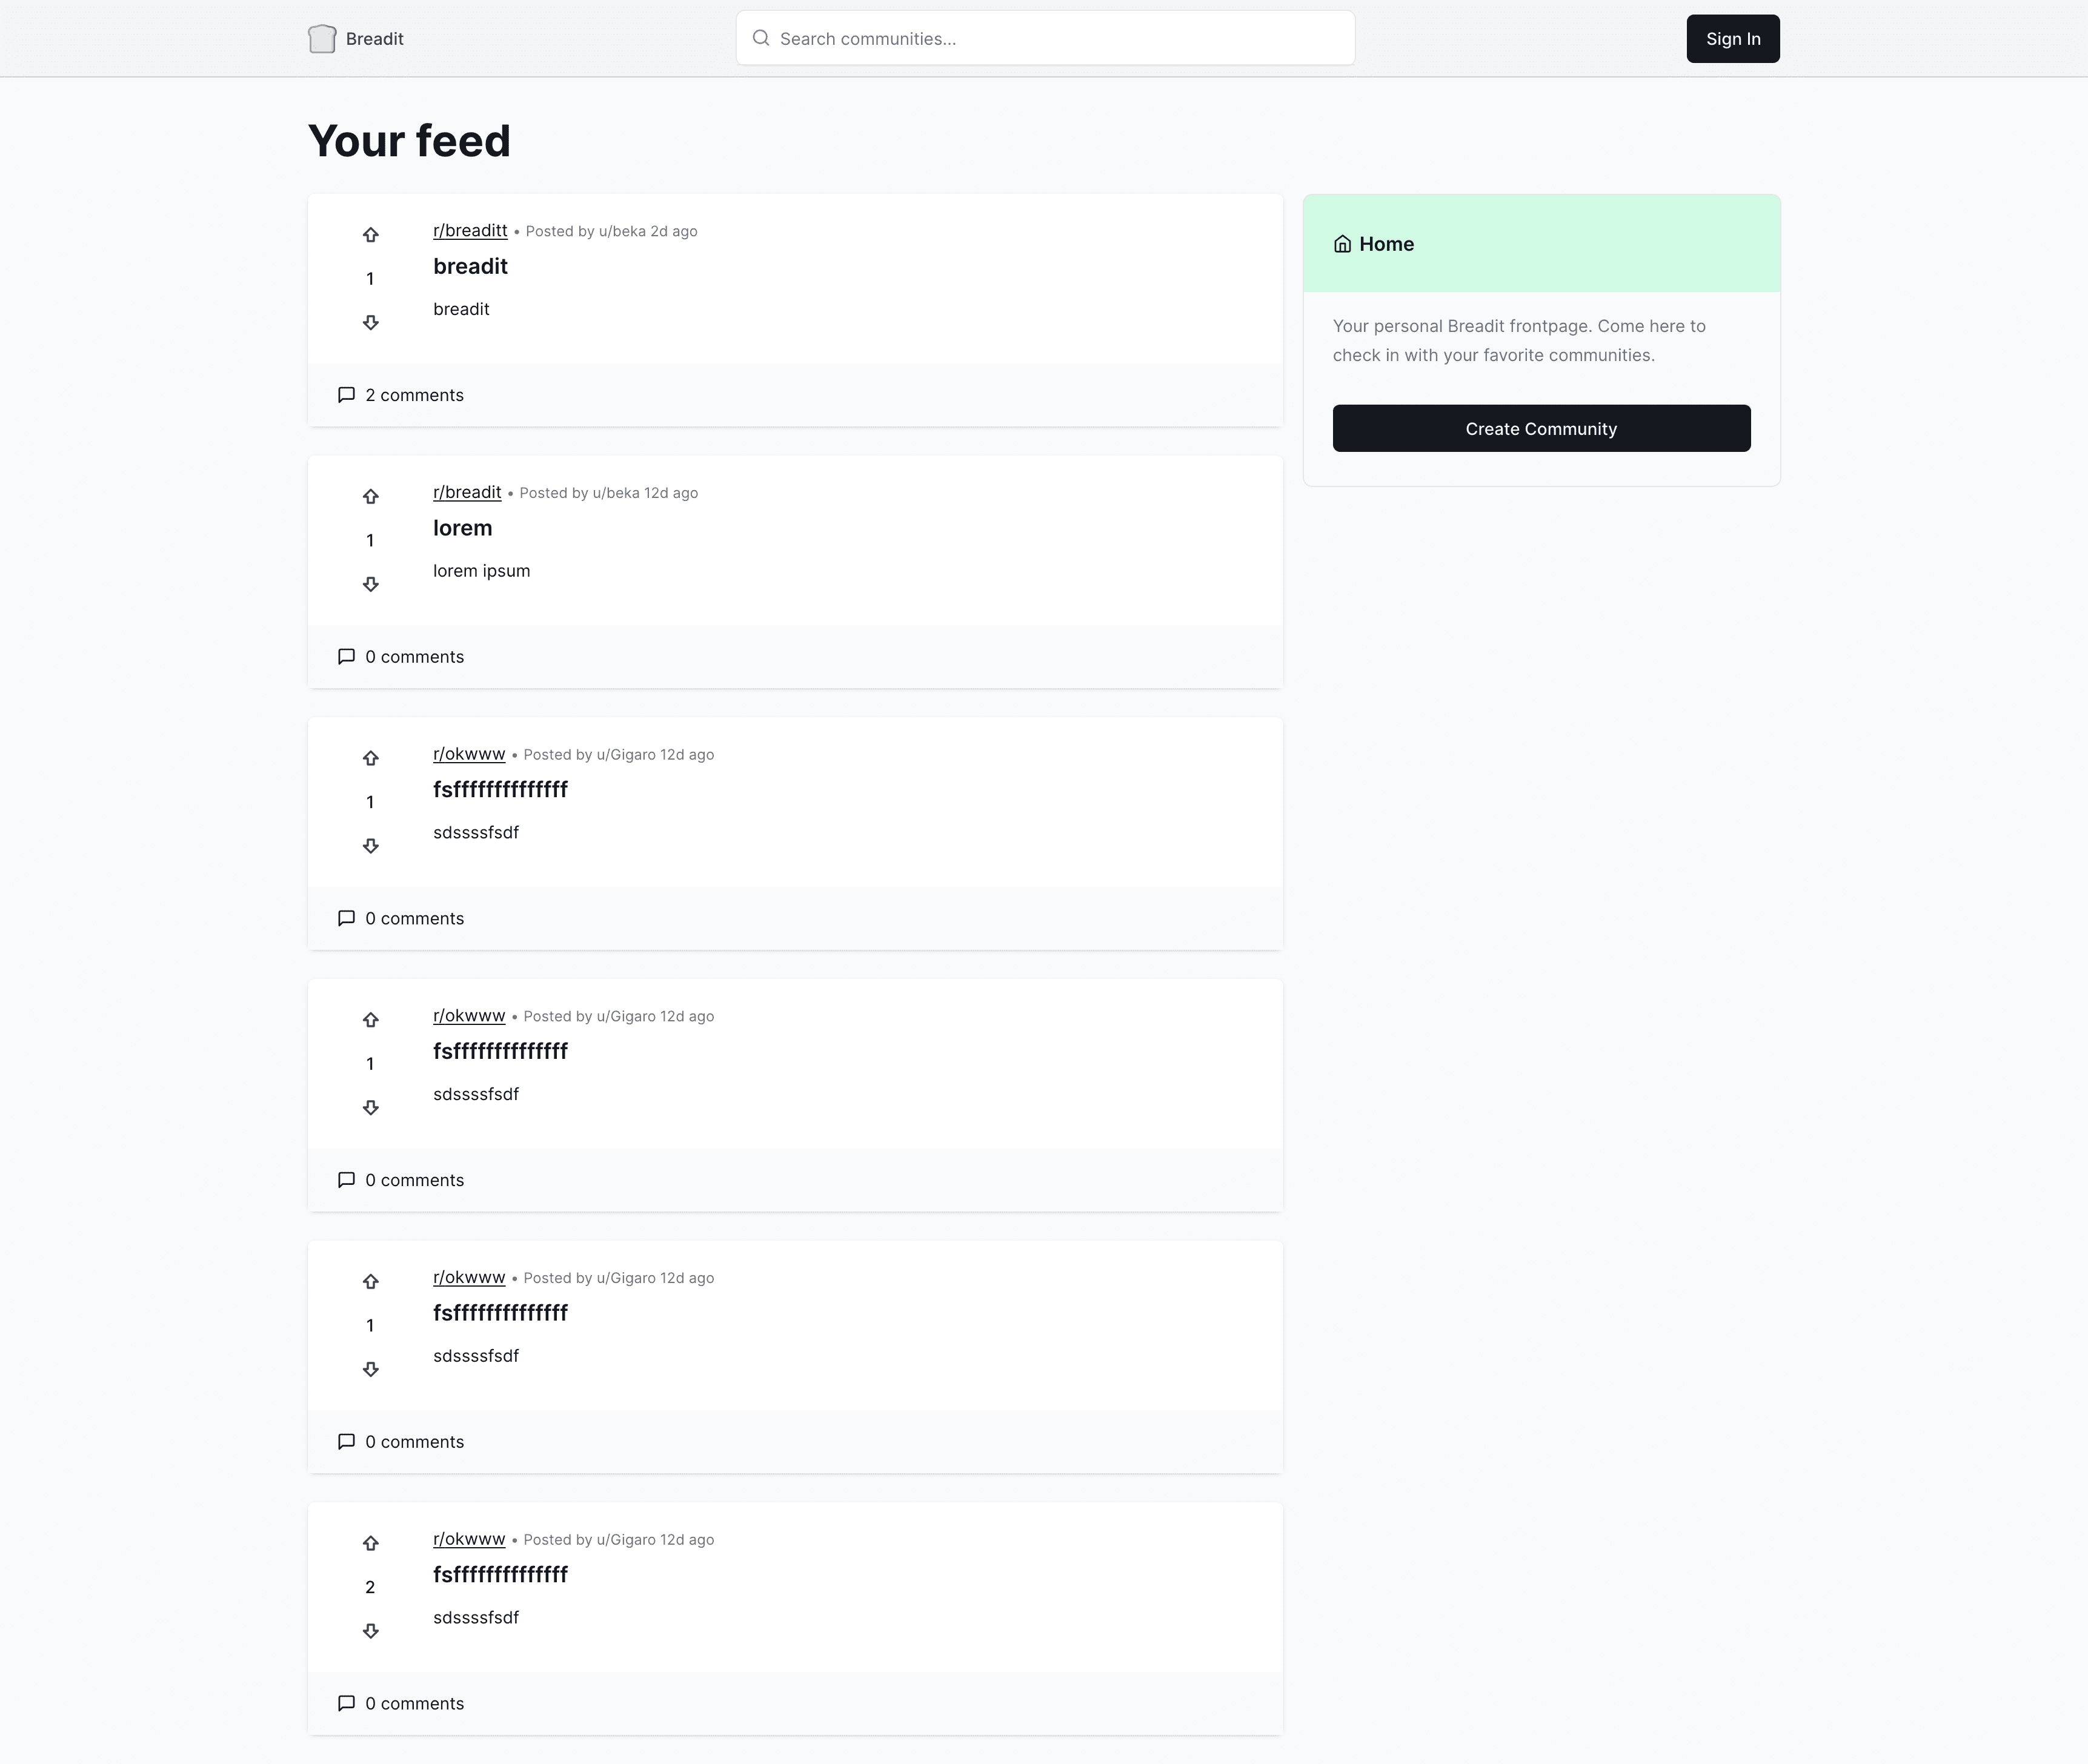 Breadit
Search communities...
Sign In
Your feed
r/breaditt • Posted by u/beka 2d ago
breadit
1
breadit
2 comments
Home
Your personal Breadit frontpage. Come here to
check in with your favorite communities.
Create Community
r/breadit • Posted by u/beka 12d ago
lorem
1
lorem ipsum
0 comments
r/okwww • Posted by u/Gigaro 12d ago
fsffffffffffffff
1
sdssssfsdf
0 comments
r/okwww • Posted by u/Gigaro 12d ago
fsffffffffffffff
1
sdssssfsdf
0 comments
r/okwww • Posted by u/Gigaro 12d ago
fsffffffffffffff
1
sdssssfsdf
0 comments
r/okwww • Posted by u/Gigaro 12d ago
fsffffffffffffff
2
sdssssfsdf
0 comments